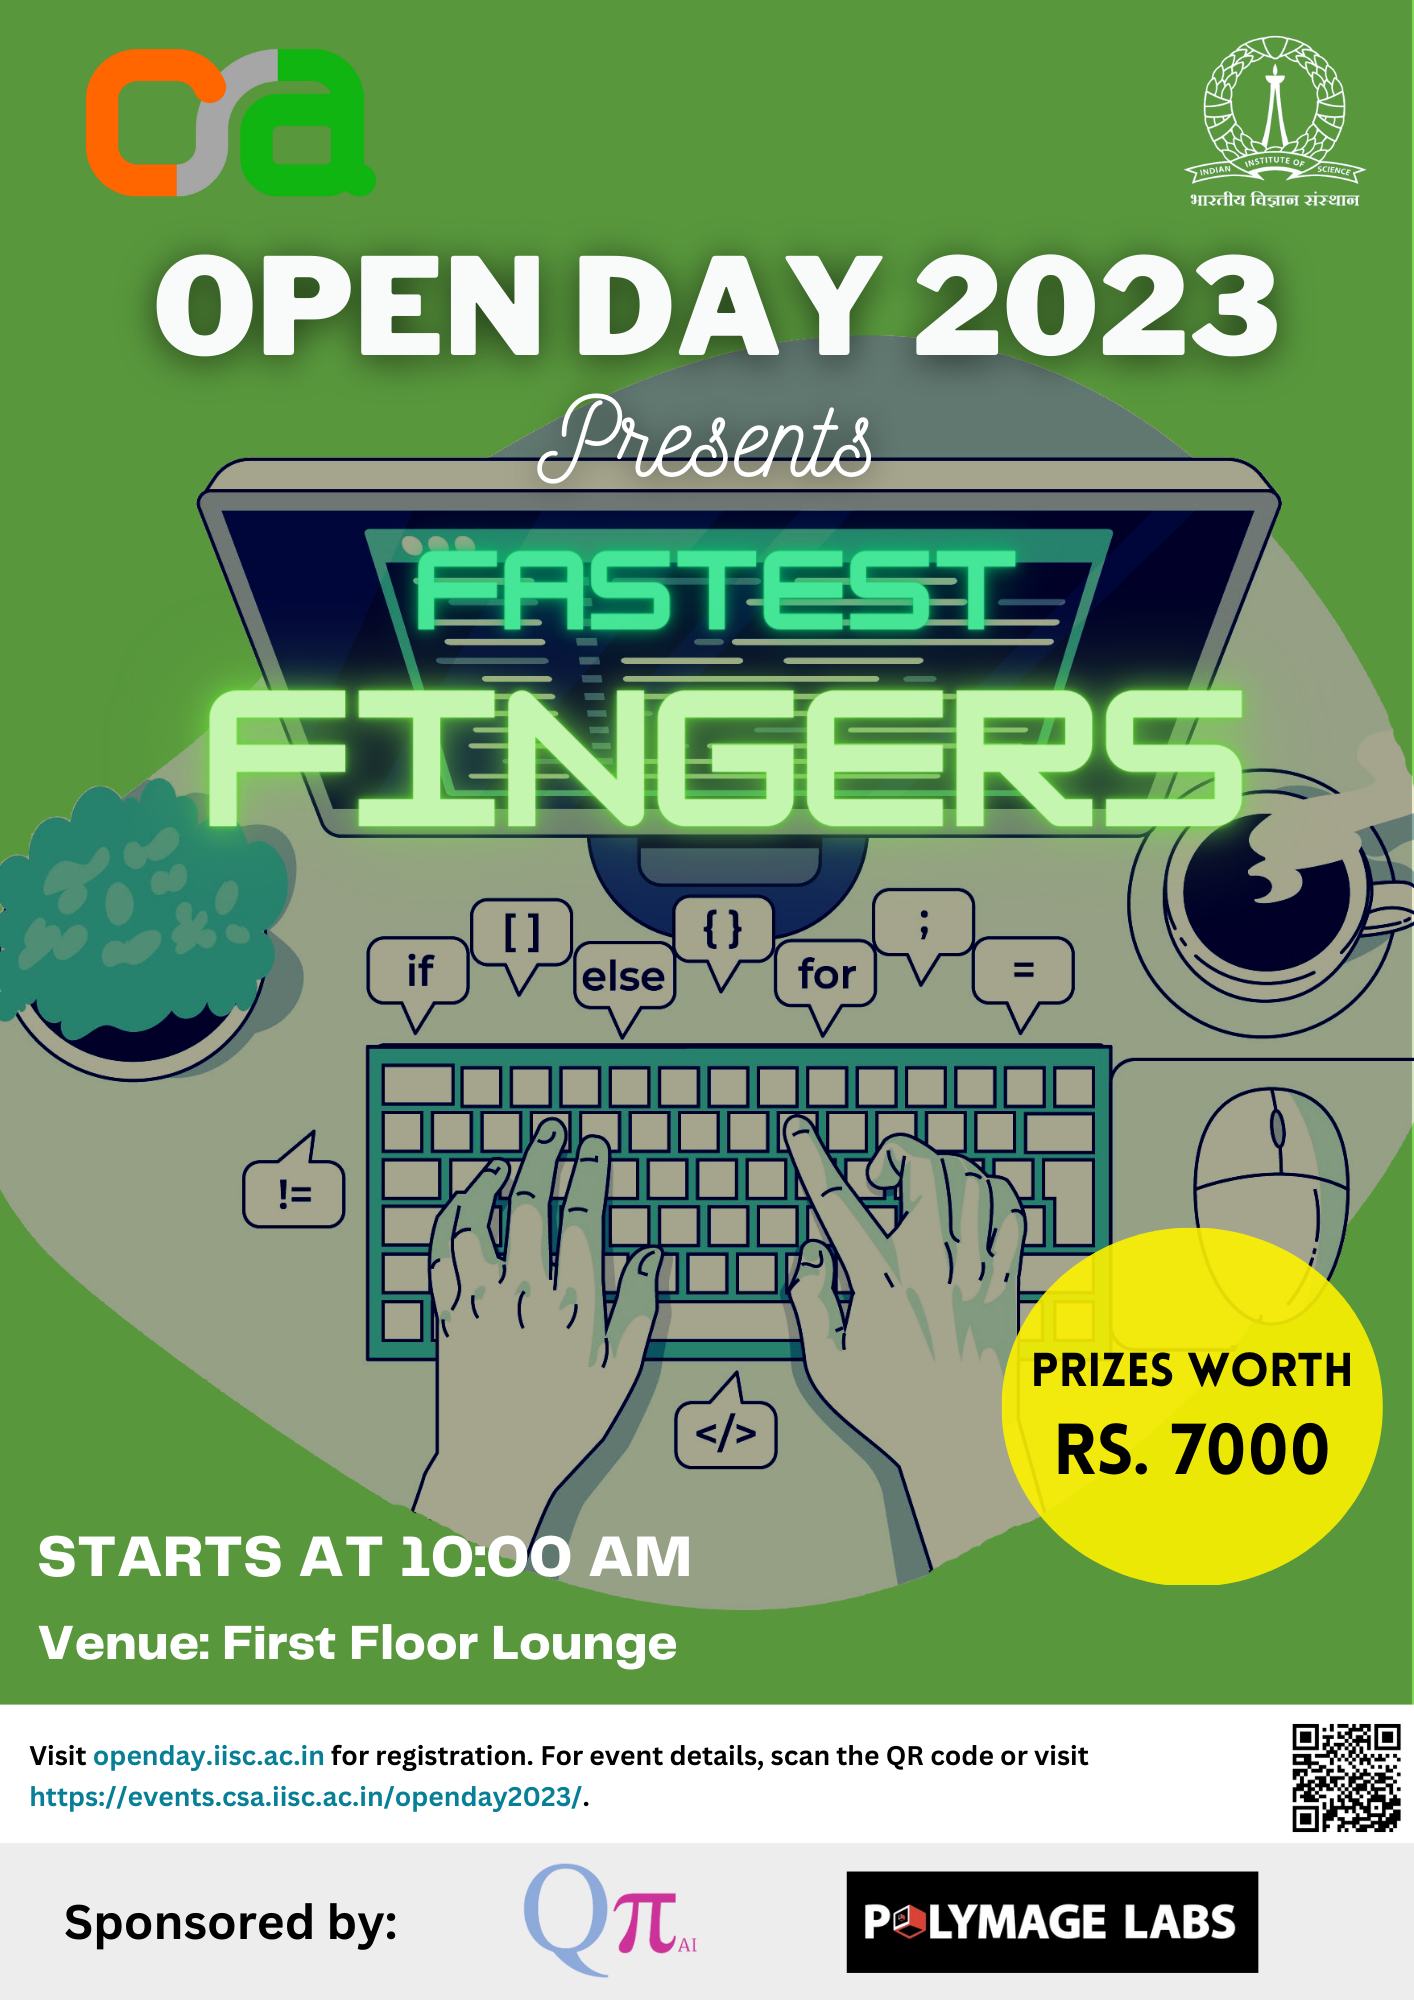 csa
INDIAN INSTITUTE OF SCIENCE
भारतीय विज्ञान संस्थान
OPEN DAY 2023
Presents
FASTEST
FINGERS
if
[ ]
else
{ }
for
;
=
!=
</>
PRIZES WORTH
RS. 7000
STARTS AT 10:00 AM
Venue: First Floor Lounge
Visit openday.iisc.ac.in for registration. For event details, scan the QR code or visit
https://events.csa.iisc.ac.in/openday2023/.
Sponsored by:
Qπ AI
POLYMAGE LABS